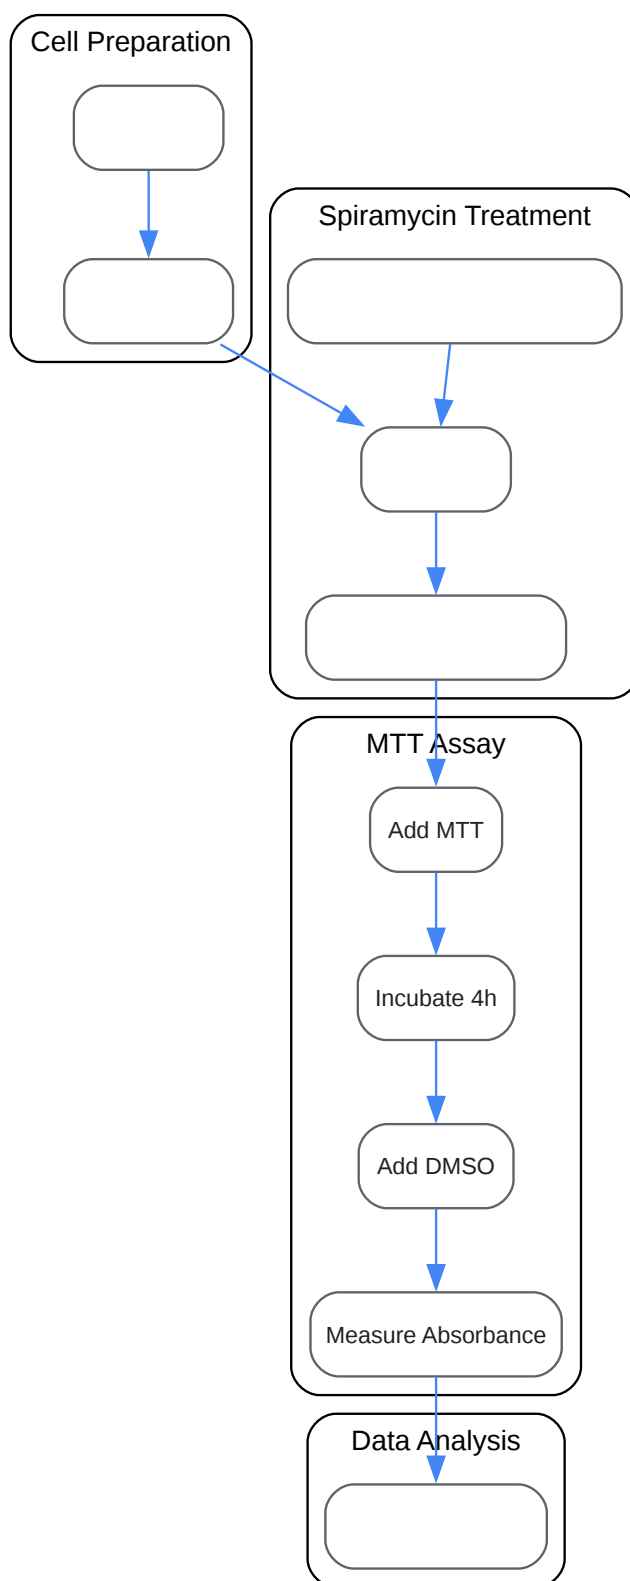 Cell Preparation
Spiramycin Treatment
MTT Assay
Add MTT
Incubate 4h
Add DMSO
Measure Absorbance
Data Analysis